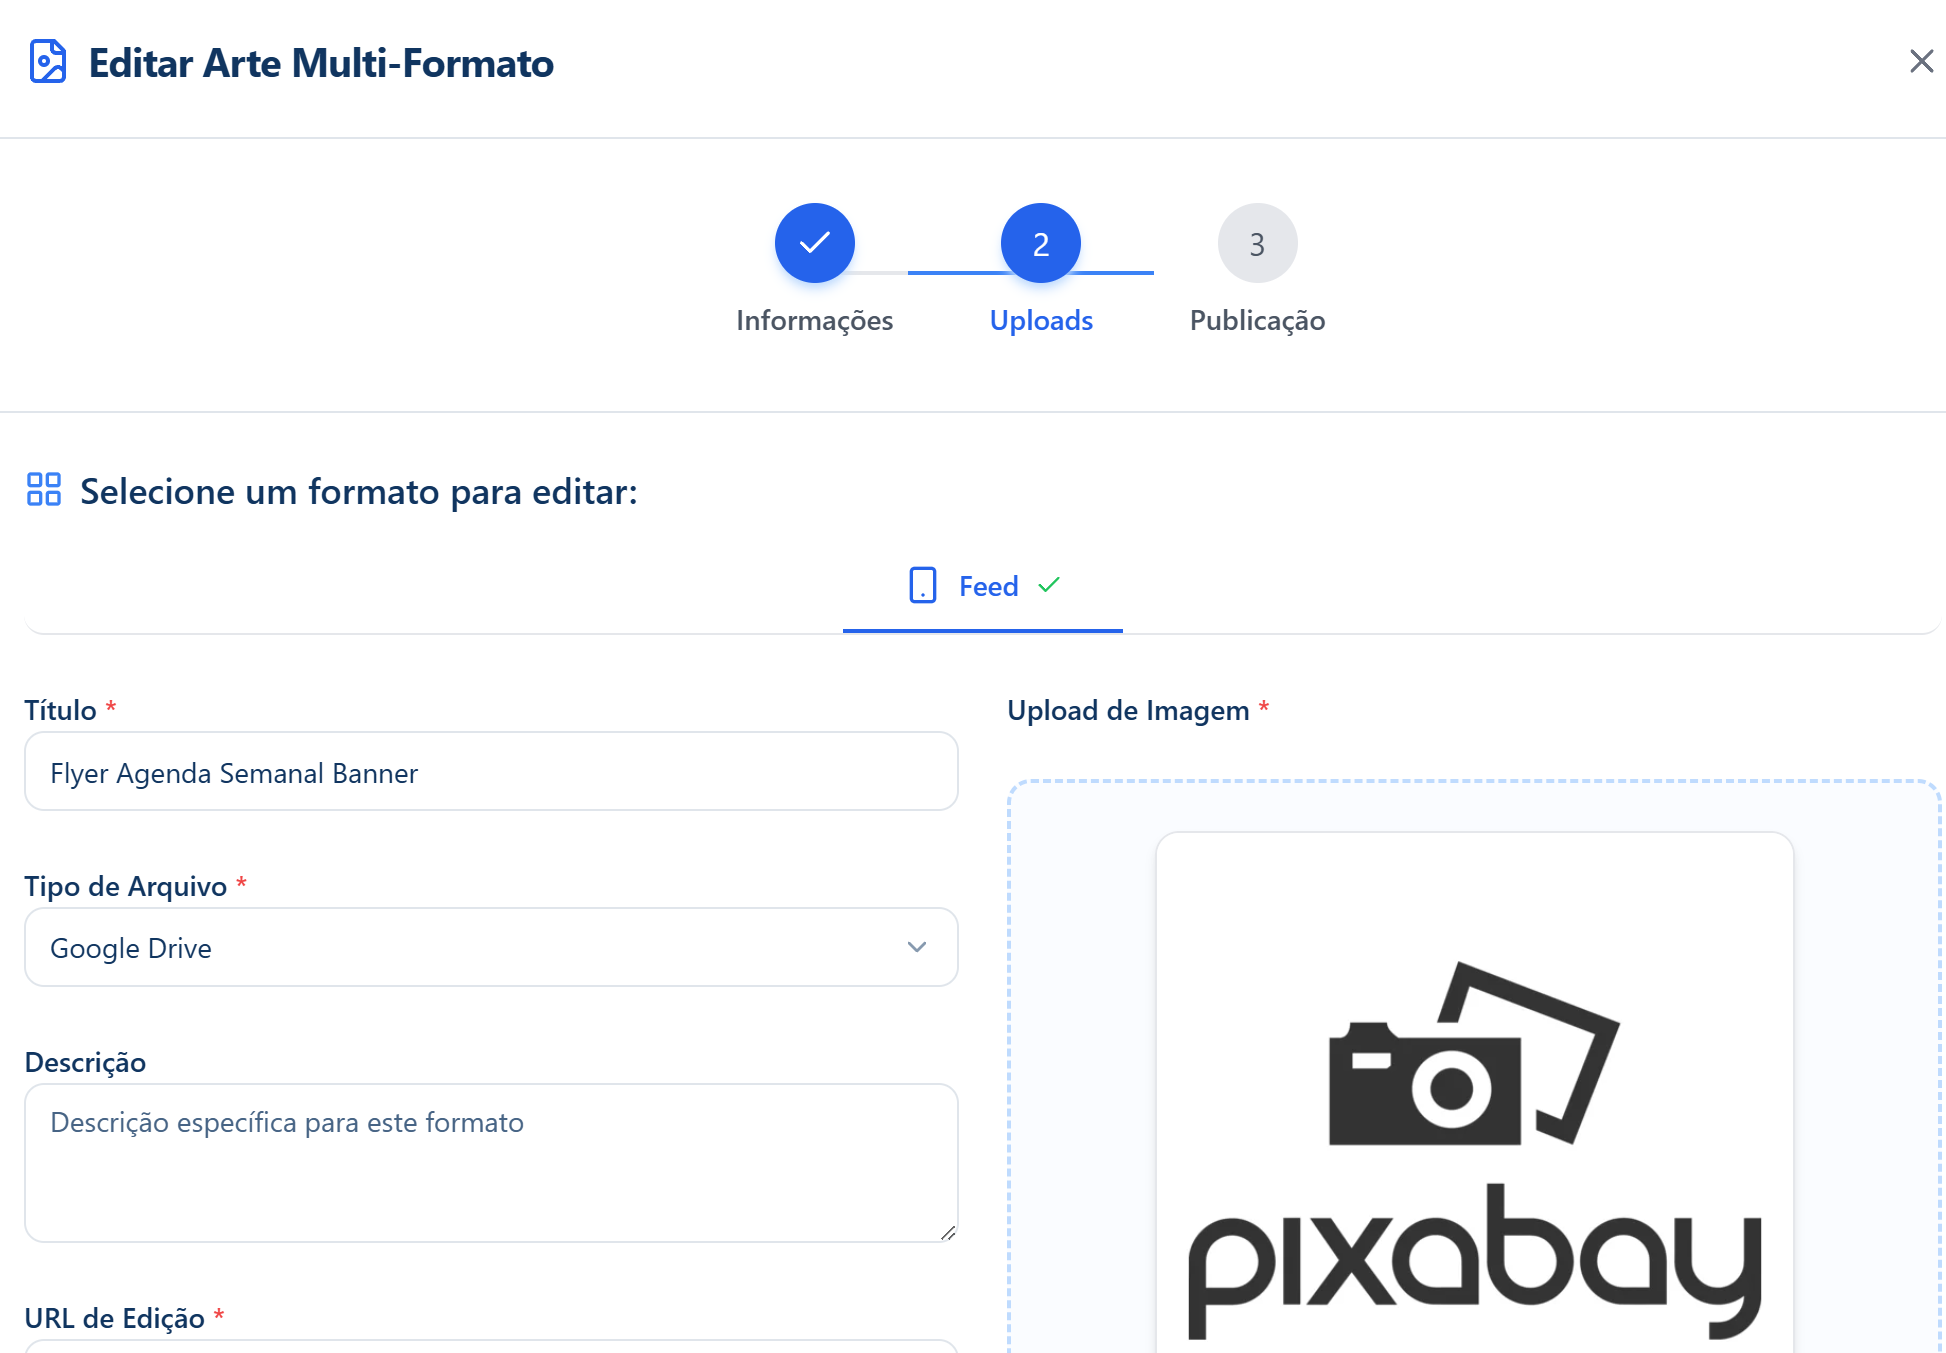 Editar Arte Multi-Formato
2
3
Informações
Uploads
Publicação
Selecione um formato para editar:
Feed
Título *
Flyer Agenda Semanal Banner
Tipo de Arquivo *
Google Drive
Descrição
Descrição específica para este formato
URL de Edição *
Upload de Imagem *
pixabay